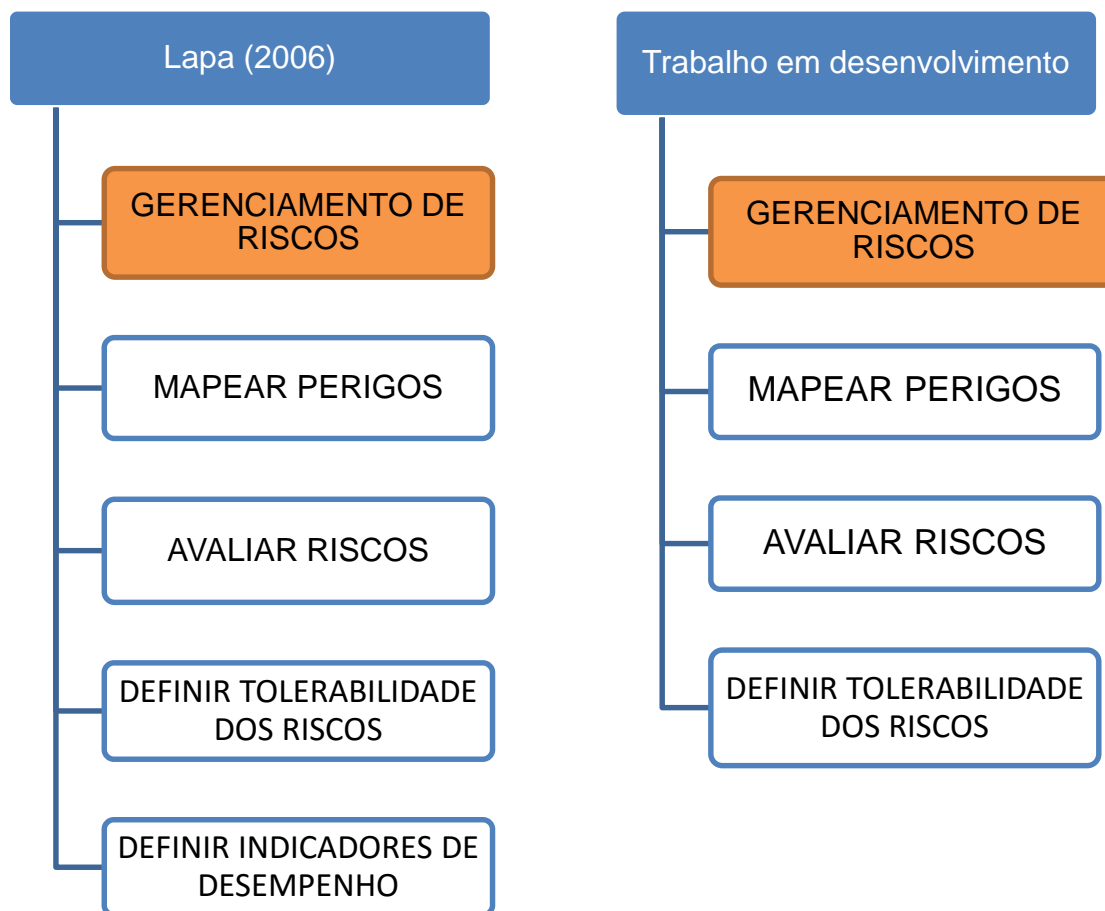 Lapa (2006)
GERENCIAMENTO DE
RISCOS
MAPEAR PERIGOS
AVALIAR RISCOS
DEFINIR TOLERABILIDADE
DOS RISCOS
DEFINIR INDICADORES DE
DESEMPENHO
Trabalho em desenvolvimento
GERENCIAMENTO DE
RISCOS
MAPEAR PERIGOS
AVALIAR RISCOS
DEFINIR TOLERABILIDADE
DOS RISCOS